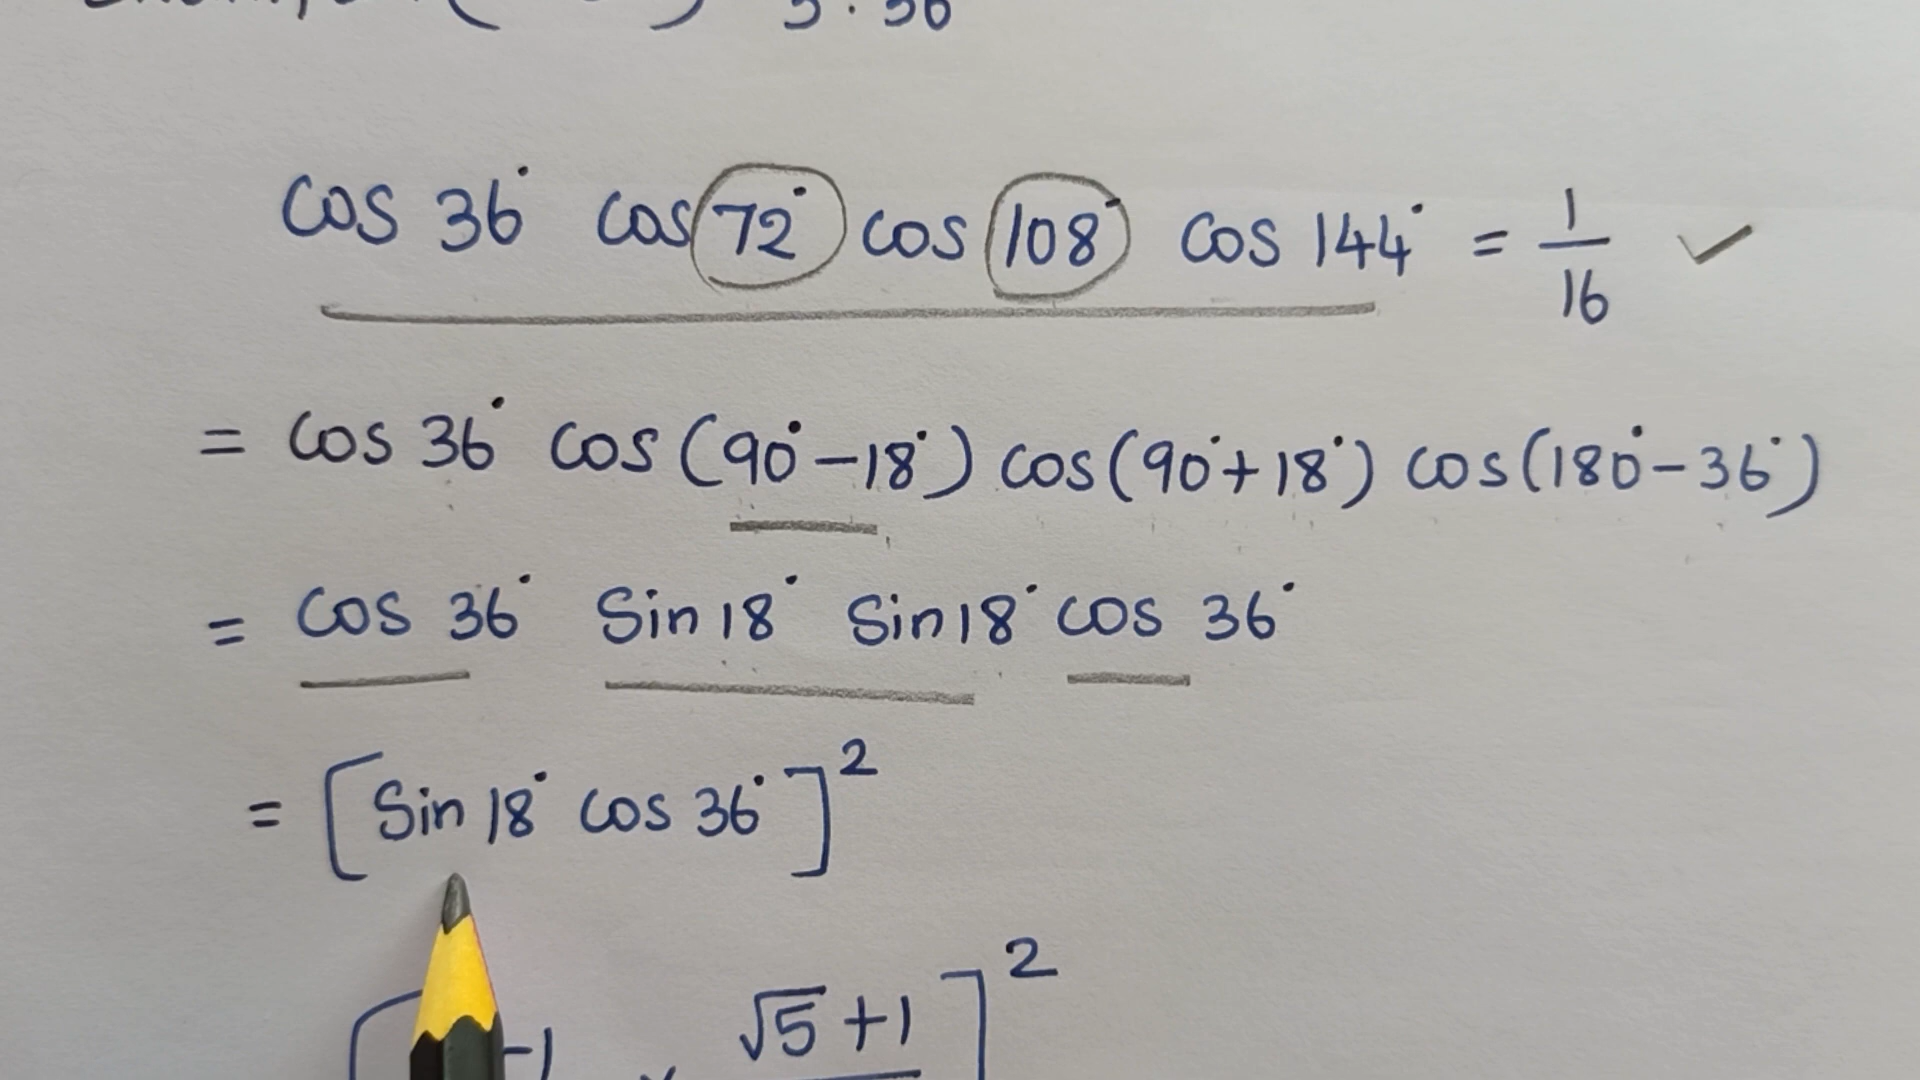 cos 36° cos 72° cos 108° cos 144° = 1/16 ✓
= cos 36° cos (90° – 18°) cos (90° + 18°) cos (180° – 36°)
= cos 36° Sin 18° Sin 18° cos 36°
= [Sin 18° cos 36°]²
[ –1 × √5 + 1 ]²